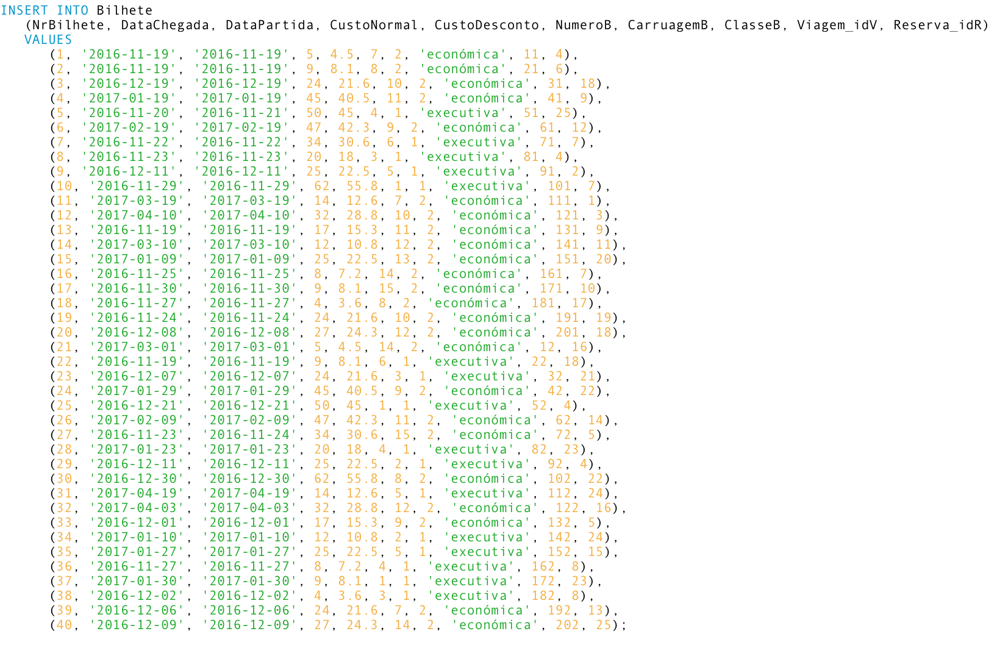 INSERT INTO Bilhete
(NrBilhete, DataChegada, DataPartida, CustoNormal, CustoDesconto, NumeroB, CarruagemB, ClasseB, Viagem_idV, Reserva_idR)
VALUES
(1, '2016-11-19', '2016-11-19', 5, 4.5, 7, 2, 'económica', 11, 4),
(2, '2016-11-19', '2016-11-19', 9, 8.1, 8, 2, 'económica', 21, 6),
(3, '2016-12-19', '2016-12-19', 24, 21.6, 10, 2, 'económica', 31, 18),
(4, '2017-01-19', '2017-01-19', 45, 40.5, 11, 2, 'económica', 41, 9),
(5, '2016-11-20', '2016-11-21', 50, 45, 4, 1, 'executiva', 51, 25),
(6, '2017-02-19', '2017-02-19', 47, 42.3, 9, 2, 'económica', 61, 12),
(7, '2016-11-22', '2016-11-22', 34, 30.6, 6, 1, 'executiva', 71, 7),
(8, '2016-11-23', '2016-11-23', 20, 18, 3, 1, 'executiva', 81, 4),
(9, '2016-12-11', '2016-12-11', 25, 22.5, 5, 1, 'executiva', 91, 2),
(10, '2016-11-29', '2016-11-29', 62, 55.8, 1, 1, 'executiva', 101, 7),
(11, '2017-03-19', '2017-03-19', 14, 12.6, 7, 2, 'económica', 111, 1),
(12, '2017-04-10', '2017-04-10', 32, 28.8, 10, 2, 'económica', 121, 3),
(13, '2016-11-19', '2016-11-19', 17, 15.3, 11, 2, 'económica', 131, 9),
(14, '2017-03-10', '2017-03-10', 12, 10.8, 12, 2, 'económica', 141, 11),
(15, '2017-01-09', '2017-01-09', 25, 22.5, 13, 2, 'económica', 151, 20),
(16, '2016-11-25', '2016-11-25', 8, 7.2, 14, 2, 'económica', 161, 7),
(17, '2016-11-30', '2016-11-30', 9, 8.1, 15, 2, 'económica', 171, 10),
(18, '2016-11-27', '2016-11-27', 4, 3.6, 8, 2, 'económica', 181, 17),
(19, '2016-11-24', '2016-11-24', 24, 21.6, 10, 2, 'económica', 191, 19),
(20, '2016-12-08', '2016-12-08', 27, 24.3, 12, 2, 'económica', 201, 18),
(21, '2017-03-01', '2017-03-01', 5, 4.5, 14, 2, 'económica', 12, 16),
(22, '2016-11-19', '2016-11-19', 9, 8.1, 6, 1, 'executiva', 22, 18),
(23, '2016-12-07', '2016-12-07', 24, 21.6, 3, 1, 'executiva', 32, 21),
(24, '2017-01-29', '2017-01-29', 45, 40.5, 9, 2, 'económica', 42, 22),
(25, '2016-12-21', '2016-12-21', 50, 45, 1, 1, 'executiva', 52, 4),
(26, '2017-02-09', '2017-02-09', 47, 42.3, 11, 2, 'económica', 62, 14),
(27, '2016-11-23', '2016-11-24', 34, 30.6, 15, 2, 'económica', 72, 5),
(28, '2017-01-23', '2017-01-23', 20, 18, 4, 1, 'executiva', 82, 23),
(29, '2016-12-11', '2016-12-11', 25, 22.5, 2, 1, 'executiva', 92, 4),
(30, '2016-12-30', '2016-12-30', 62, 55.8, 8, 2, 'económica', 102, 22),
(31, '2017-04-19', '2017-04-19', 14, 12.6, 5, 1, 'executiva', 112, 24),
(32, '2017-04-03', '2017-04-03', 32, 28.8, 12, 2, 'económica', 122, 16),
(33, '2016-12-01', '2016-12-01', 17, 15.3, 9, 2, 'económica', 132, 5),
(34, '2017-01-10', '2017-01-10', 12, 10.8, 2, 1, 'executiva', 142, 24),
(35, '2017-01-27', '2017-01-27', 25, 22.5, 5, 1, 'executiva', 152, 15),
(36, '2016-11-27', '2016-11-27', 8, 7.2, 4, 1, 'executiva', 162, 8),
(37, '2017-01-30', '2017-01-30', 9, 8.1, 1, 1, 'executiva', 172, 23),
(38, '2016-12-02', '2016-12-02', 4, 3.6, 3, 1, 'executiva', 182, 8),
(39, '2016-12-06', '2016-12-06', 24, 21.6, 7, 2, 'económica', 192, 13),
(40, '2016-12-09', '2016-12-09', 27, 24.3, 14, 2, 'económica', 202, 25);